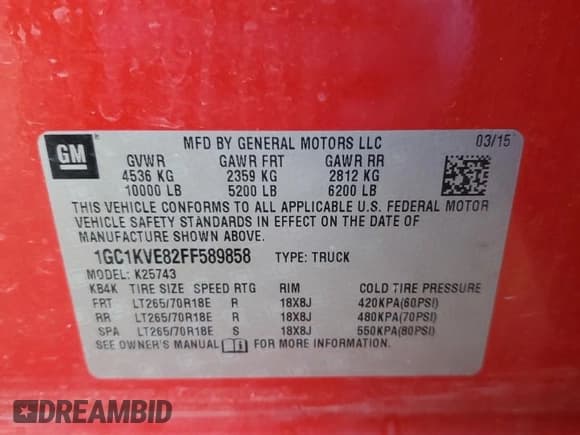 GM
MFD BY GENERAL MOTORS LLC 03/15
GVWR GAWR FRT GAWR RR
4536 KG 2359 KG 2812 KG
10000 LB 5200 LB 6200 LB
THIS VEHICLE CONFORMS TO ALL APPLICABLE U.S. FEDERAL MOTOR
VEHICLE SAFETY STANDARDS IN EFFECT ON THE DATE OF
MANUFACTURE SHOWN ABOVE.
1GC1KVE82FF589858 TYPE: TRUCK
MODEL: K25743
KB4K TIRE SIZE SPEED RTG RIM COLD TIRE PRESSURE
FRT LT265/70R18E R 18X8J 420KPA(60PSI)
RR LT265/70R18E R 18X8J 480KPA(70PSI)
SPA LT265/70R18E S 18X8J 550KPA(80PSI)
SEE OWNER'S MANUAL FOR MORE INFORMATION.
DREAMBID